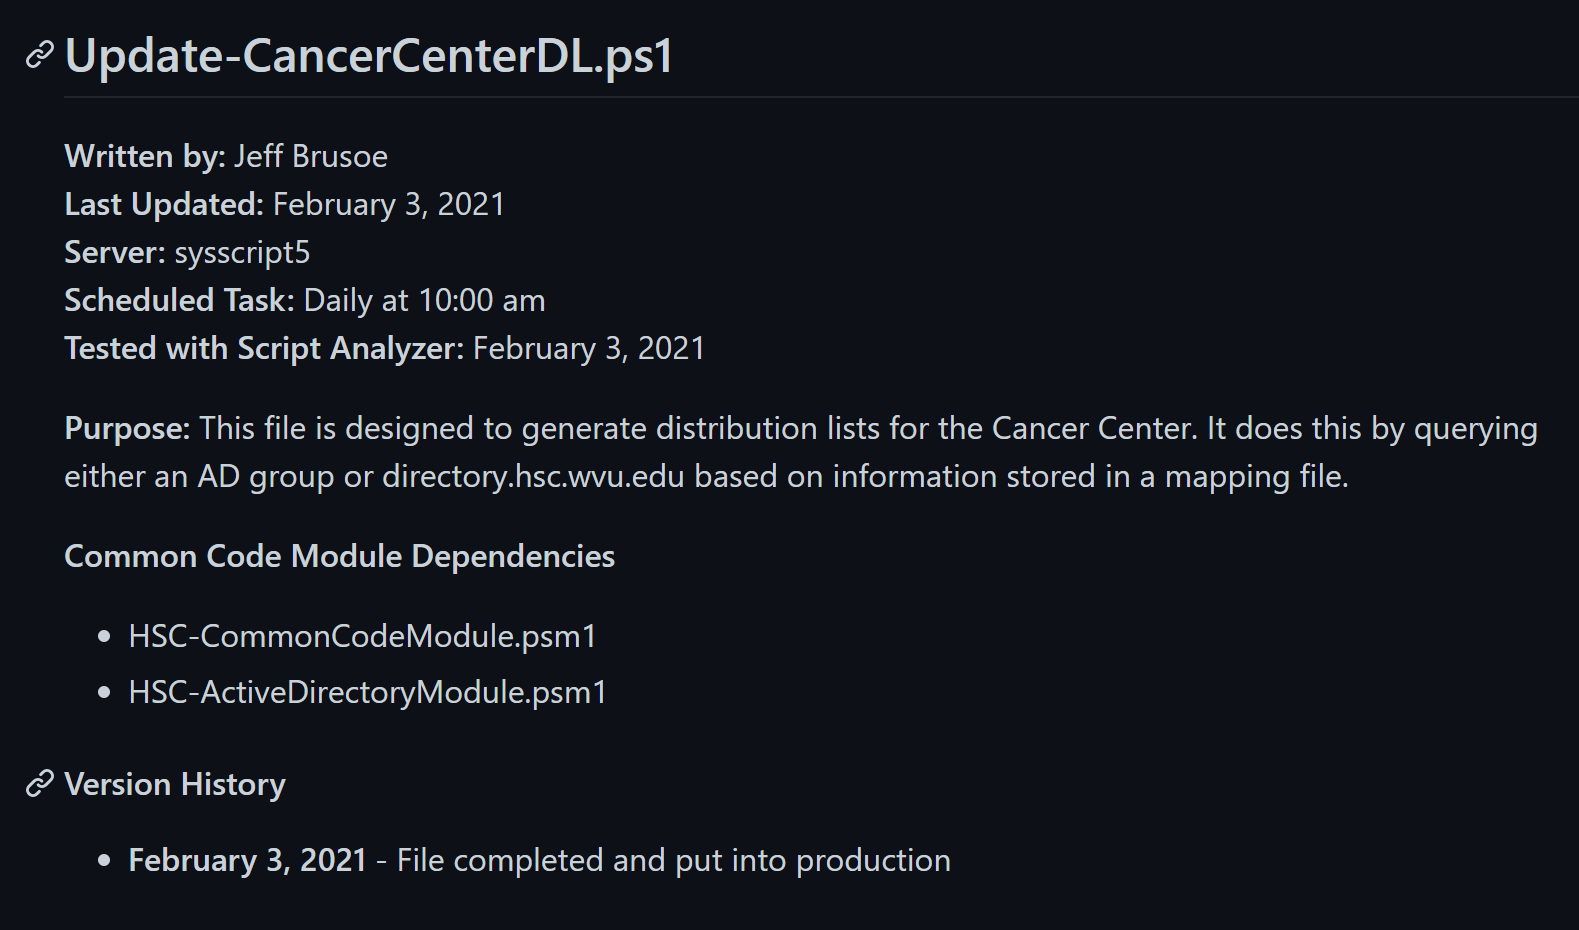 Update-CancerCenterDL.ps1
Written by: Jeff Brusoe
Last Updated: February 3, 2021
Server: sysscript5
Scheduled Task: Daily at 10:00 am
Tested with Script Analyzer: February 3, 2021
Purpose: This file is designed to generate distribution lists for the Cancer Center. It does this by querying
either an AD group or directory.hsc.wvu.edu based on information stored in a mapping file.
Common Code Module Dependencies
• HSC-CommonCodeModule.psm1
• HSC-ActiveDirectoryModule.psm1
Version History
• February 3, 2021 - File completed and put into production